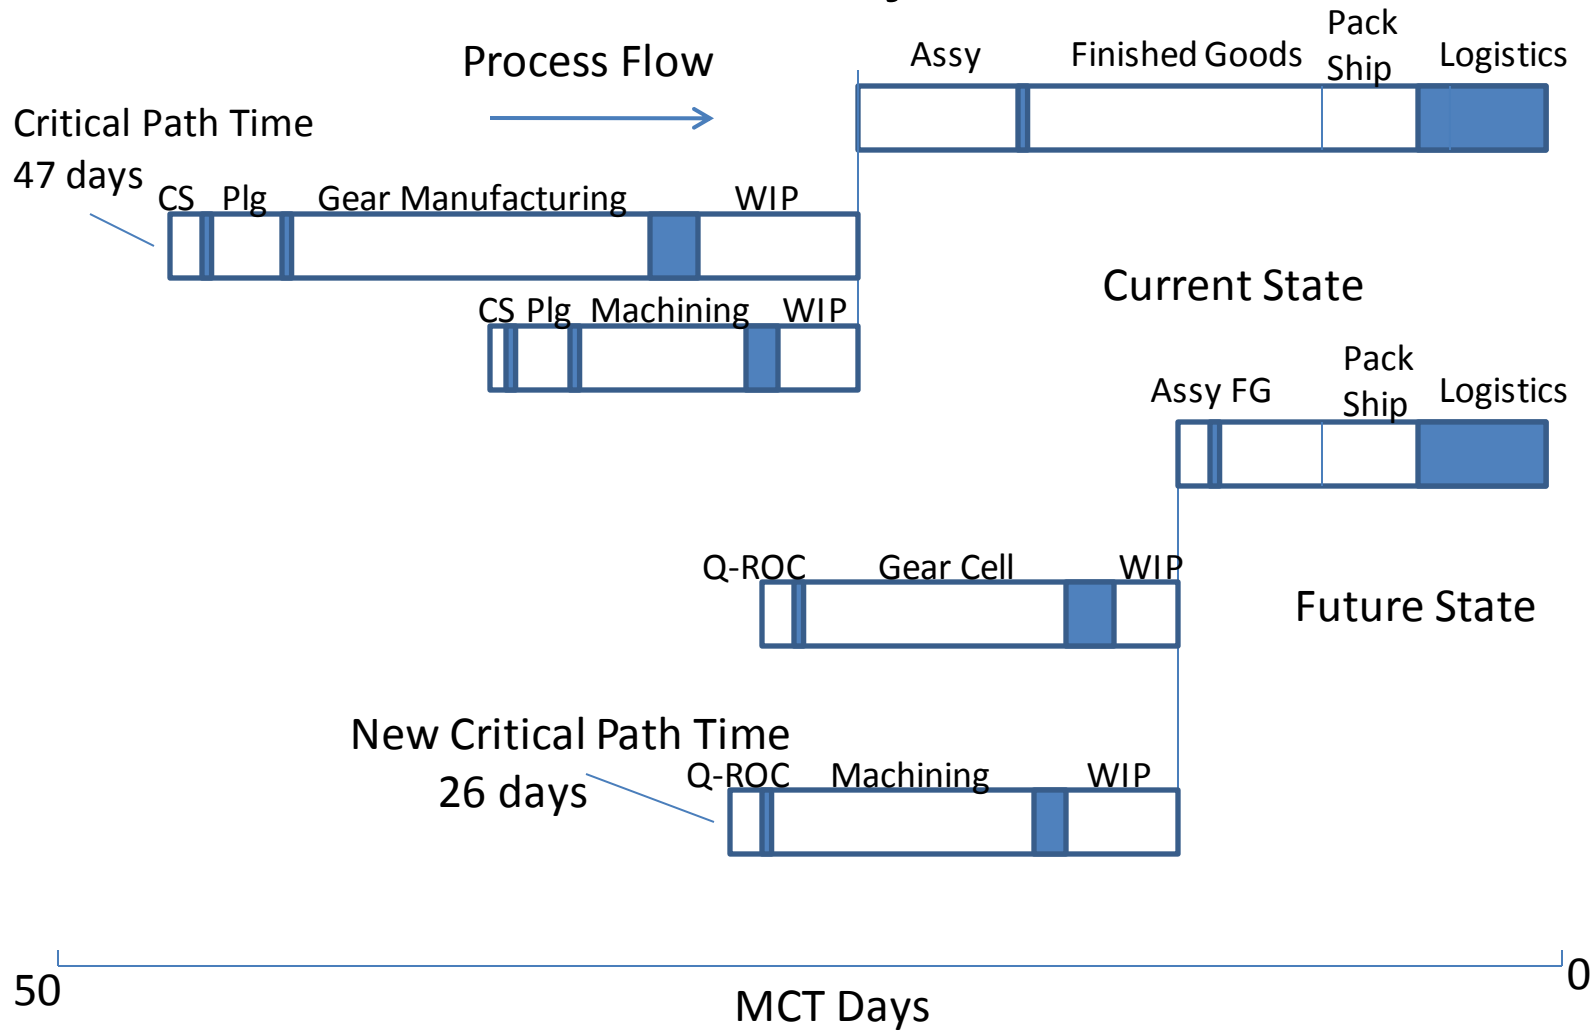 Process Flow
Assy
Finished Goods
Pack
Ship
Logistics
Critical Path Time
47 days
CS
Plg
Gear Manufacturing
WIP
CS
Plg
Machining
WIP
Current State
Assy FG
Pack
Ship
Logistics
Q-ROC
Gear Cell
WIP
Future State
New Critical Path Time
26 days
Q-ROC
Machining
WIP
50
0
MCT Days